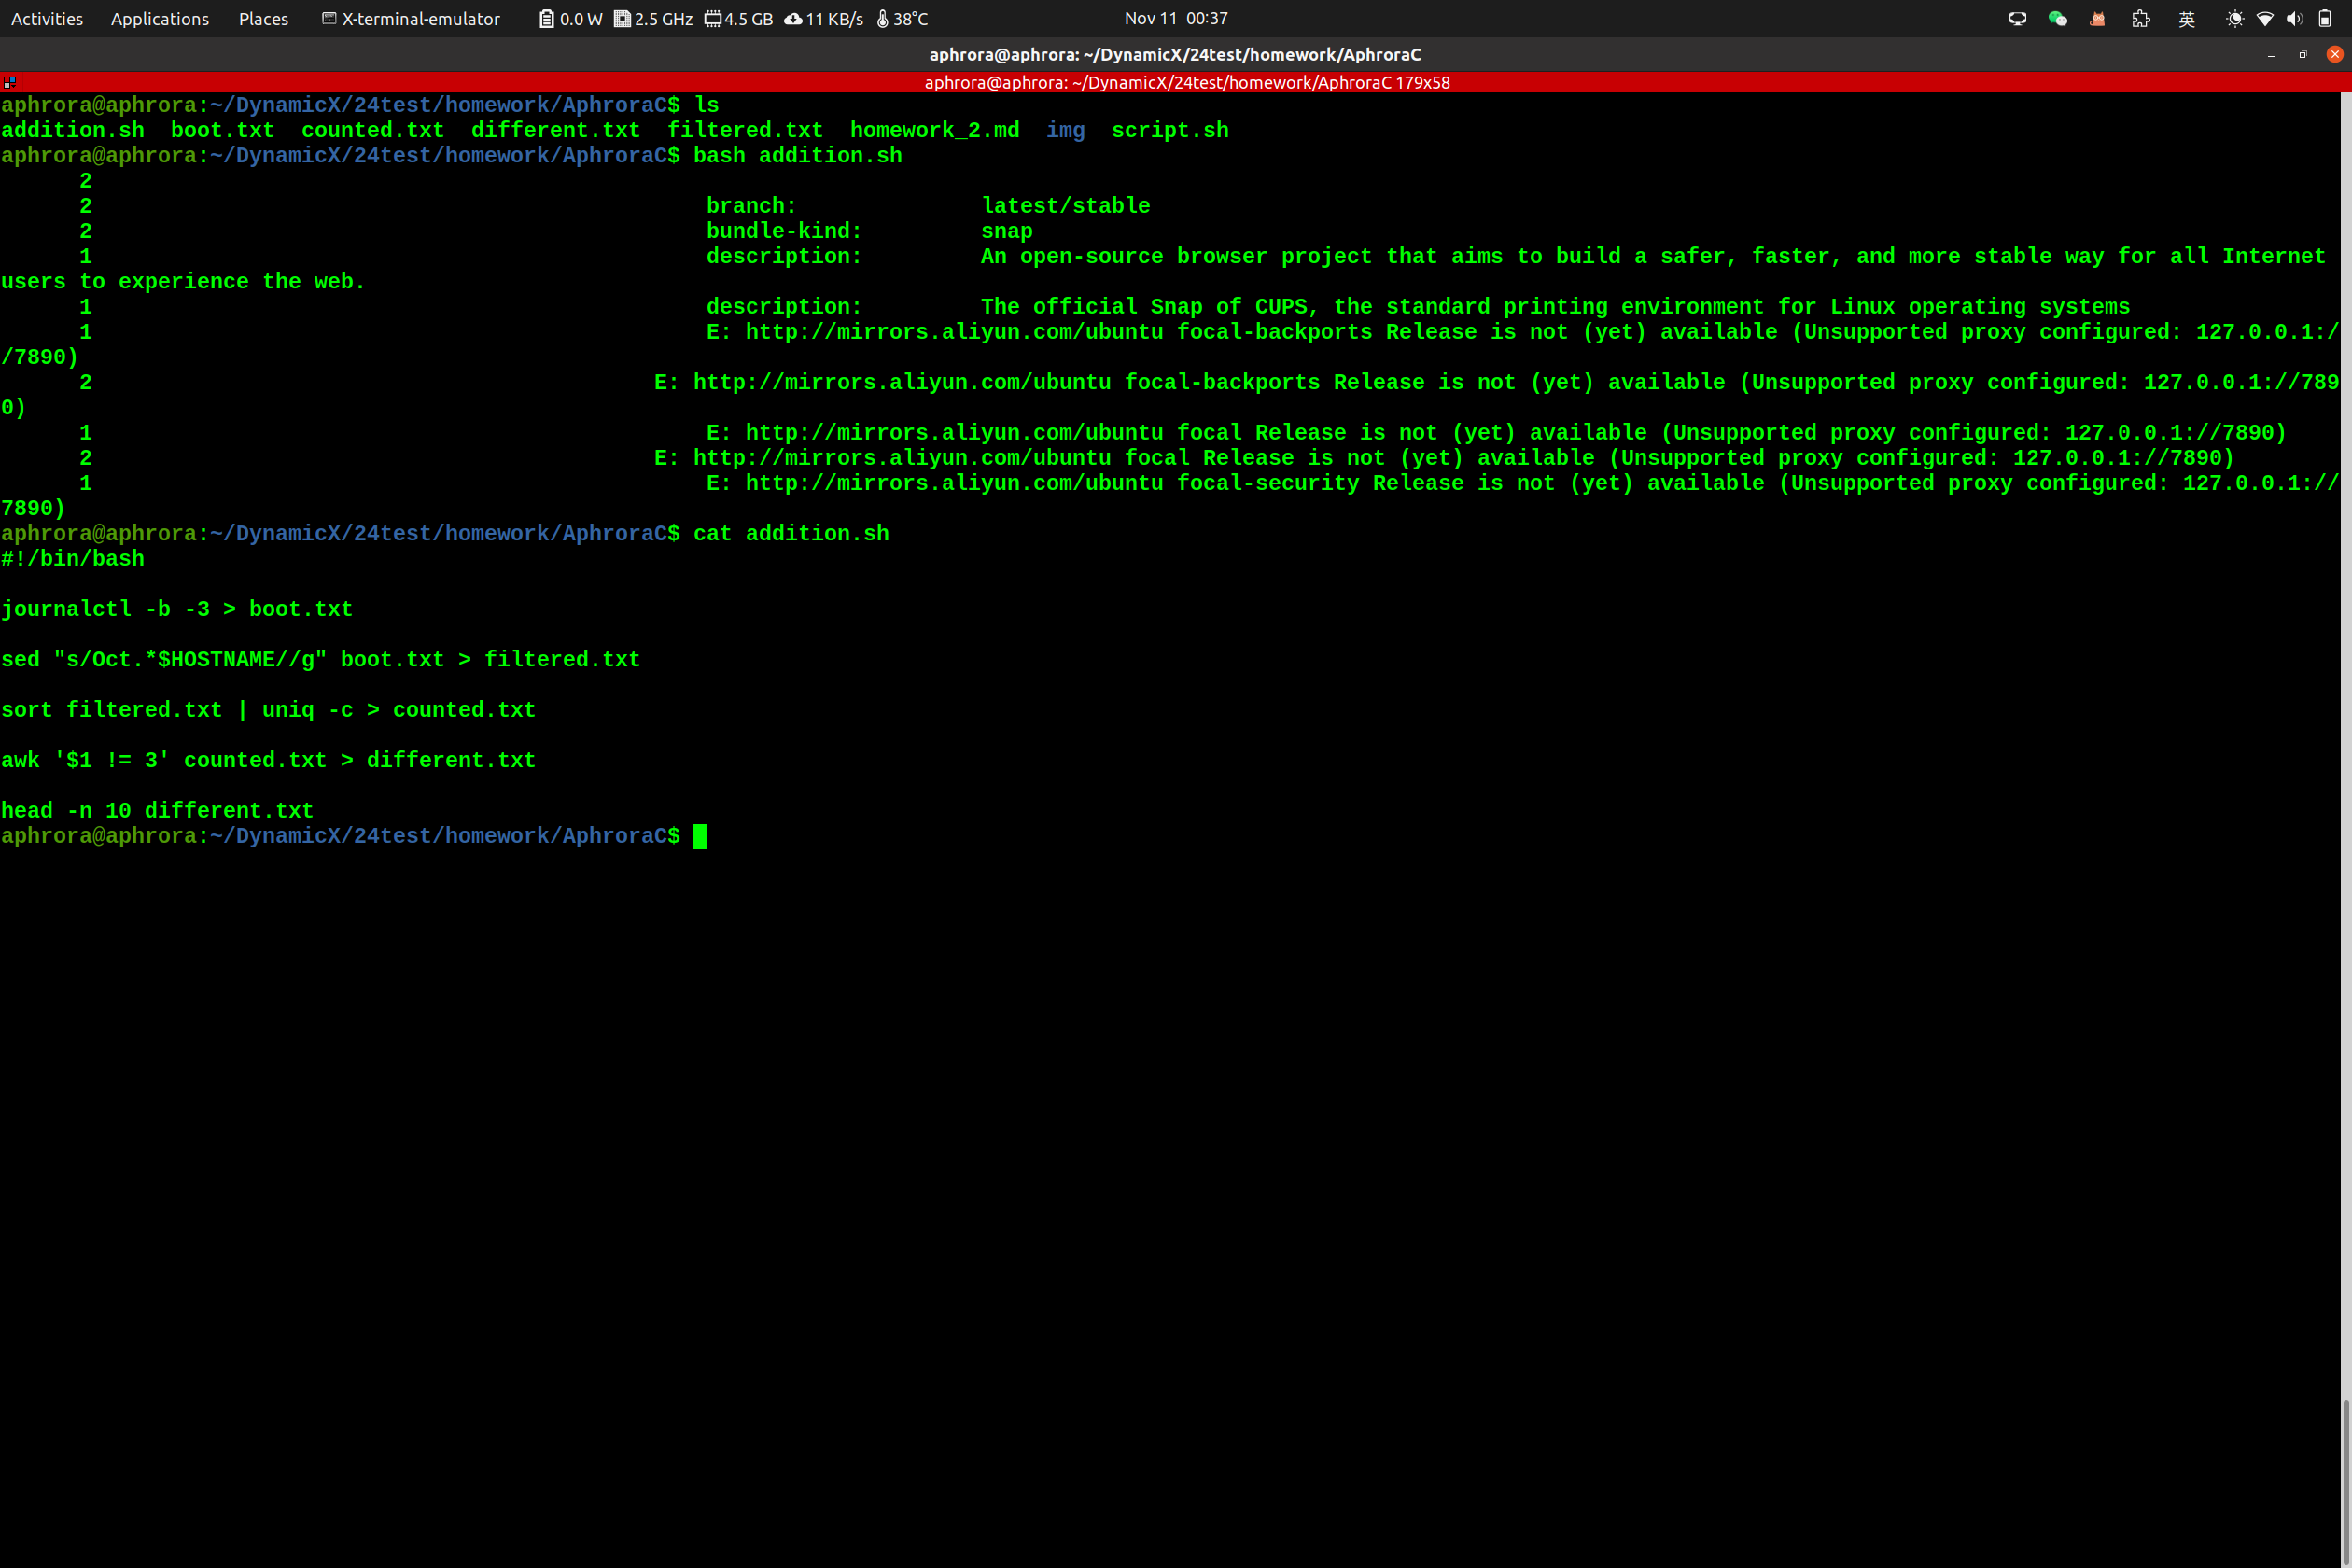 Activities Applications Places X-terminal-emulator 0.0 W 2.5 GHz 4.5 GB 11 KB/s 38°C Nov 11 00:37 英
aphrora@aphrora: ~/DynamicX/24test/homework/AphroraC
aphrora@aphrora: ~/DynamicX/24test/homework/AphroraC 179x58
aphrora@aphrora:~/DynamicX/24test/homework/AphroraC$ ls
addition.sh boot.txt counted.txt different.txt filtered.txt homework_2.md img script.sh
aphrora@aphrora:~/DynamicX/24test/homework/AphroraC$ bash addition.sh
2
2 branch: latest/stable
2 bundle-kind: snap
1 description: An open-source browser project that aims to build a safer, faster, and more stable way for all Internet
users to experience the web.
1 description: The official Snap of CUPS, the standard printing environment for Linux operating systems
1 E: http://mirrors.aliyun.com/ubuntu focal-backports Release is not (yet) available (Unsupported proxy configured: 127.0.0.1:/
/7890)
2 E: http://mirrors.aliyun.com/ubuntu focal-backports Release is not (yet) available (Unsupported proxy configured: 127.0.0.1://789
0)
1 E: http://mirrors.aliyun.com/ubuntu focal Release is not (yet) available (Unsupported proxy configured: 127.0.0.1://7890)
2 E: http://mirrors.aliyun.com/ubuntu focal Release is not (yet) available (Unsupported proxy configured: 127.0.0.1://7890)
1 E: http://mirrors.aliyun.com/ubuntu focal-security Release is not (yet) available (Unsupported proxy configured: 127.0.0.1://
7890)
aphrora@aphrora:~/DynamicX/24test/homework/AphroraC$ cat addition.sh
#!/bin/bash
journalctl -b -3 > boot.txt
sed "s/Oct.*$HOSTNAME//g" boot.txt > filtered.txt
sort filtered.txt | uniq -c > counted.txt
awk '$1 != 3' counted.txt > different.txt
head -n 10 different.txt
aphrora@aphrora:~/DynamicX/24test/homework/AphroraC$